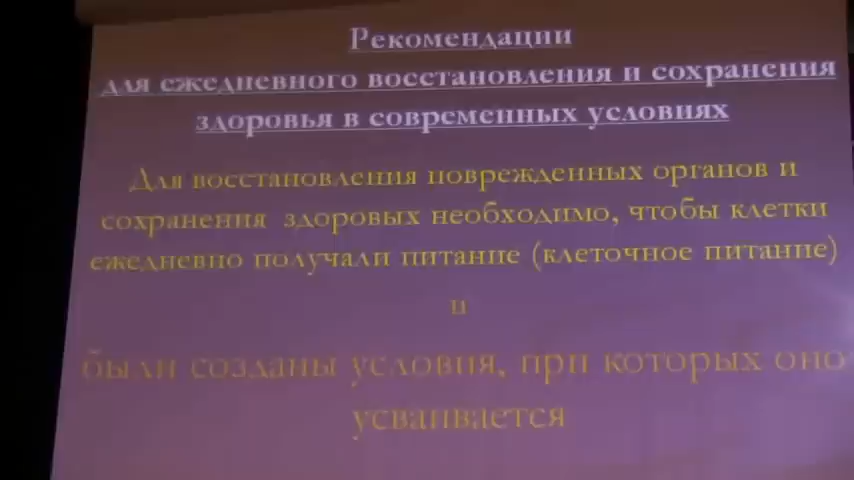 Рекомендации
для ежедневного восстановления и сохранения
здоровья в современных условиях
Для восстановления поврежденных органов и
сохранения здоровых необходимо, чтобы клетки
ежедневно получали питание (клеточное питание)
и
были созданы условия, при которых оно
усваивается